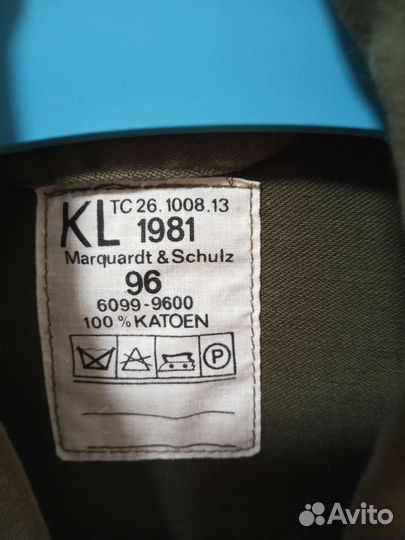 KL TC 26.1008.13
1981
Marquardt & Schulz
96
6099-9600
100% KATOEN
P
Avito